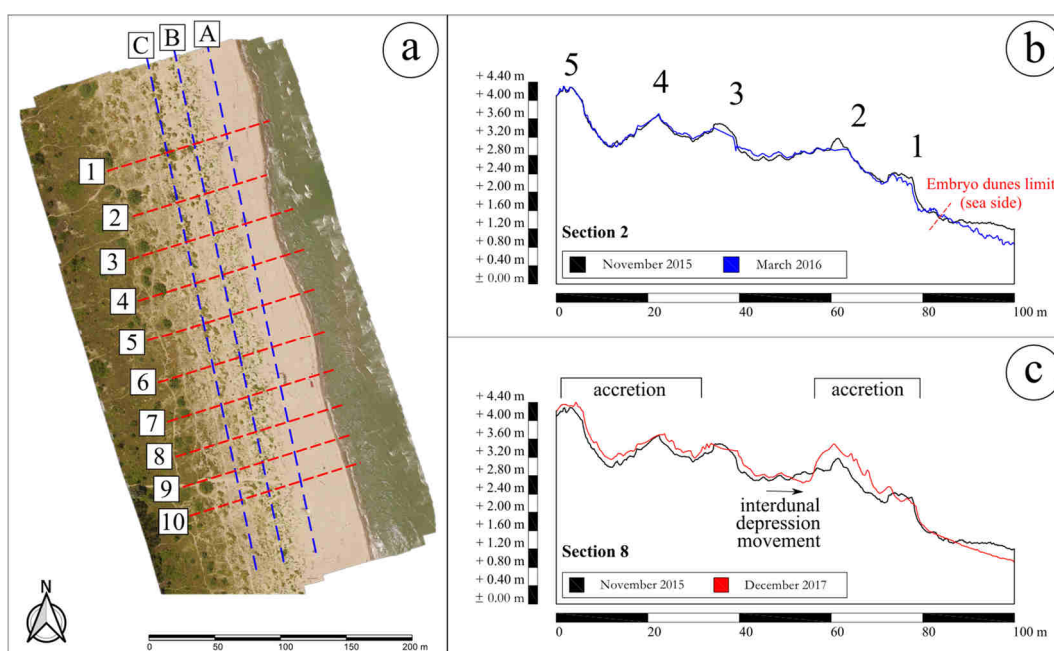 a
C B A
1
2
3
4
5
6
7
8
9
10
N
0 50 100 150 200 m
b
+ 4.40 m
+ 4.00 m
+ 3.60 m
+ 3.20 m
+ 2.80 m
+ 2.40 m
+ 2.00 m
+ 1.60 m
+ 1.20 m
+ 0.80 m
+ 0.40 m
± 0.00 m
5 4 3 2 1
Embryo dunes limit
(sea side)
Section 2
November 2015 March 2016
0 20 40 60 80 100 m
c
accretion accretion
+ 4.40 m
+ 4.00 m
+ 3.60 m
+ 3.20 m
+ 2.80 m
+ 2.40 m
+ 2.00 m
+ 1.60 m
+ 1.20 m
+ 0.80 m
+ 0.40 m
± 0.00 m
interdunal
depression
movement
Section 8
November 2015 December 2017
0 20 40 60 80 100 m